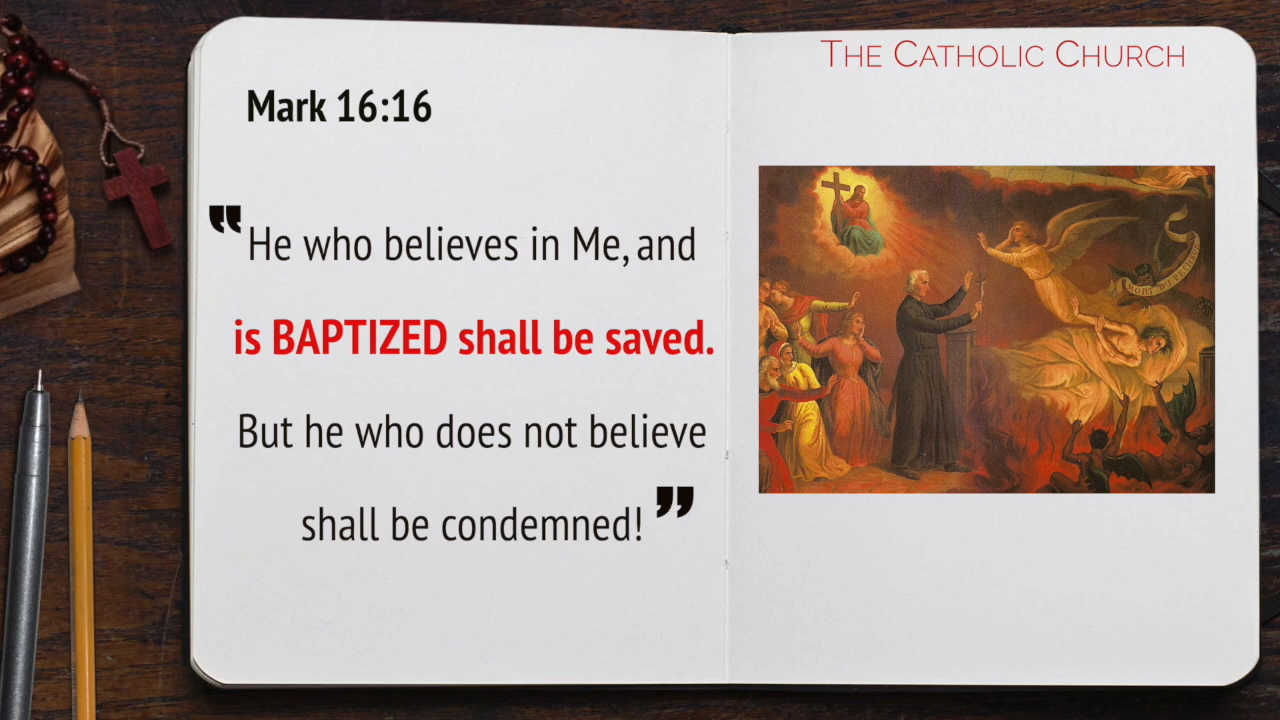 THE CATHOLIC CHURCH
Mark 16:16
"He who believes in Me, and
is BAPTIZED shall be saved.
But he who does not believe
shall be condemned!"